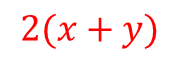 2(x + y)